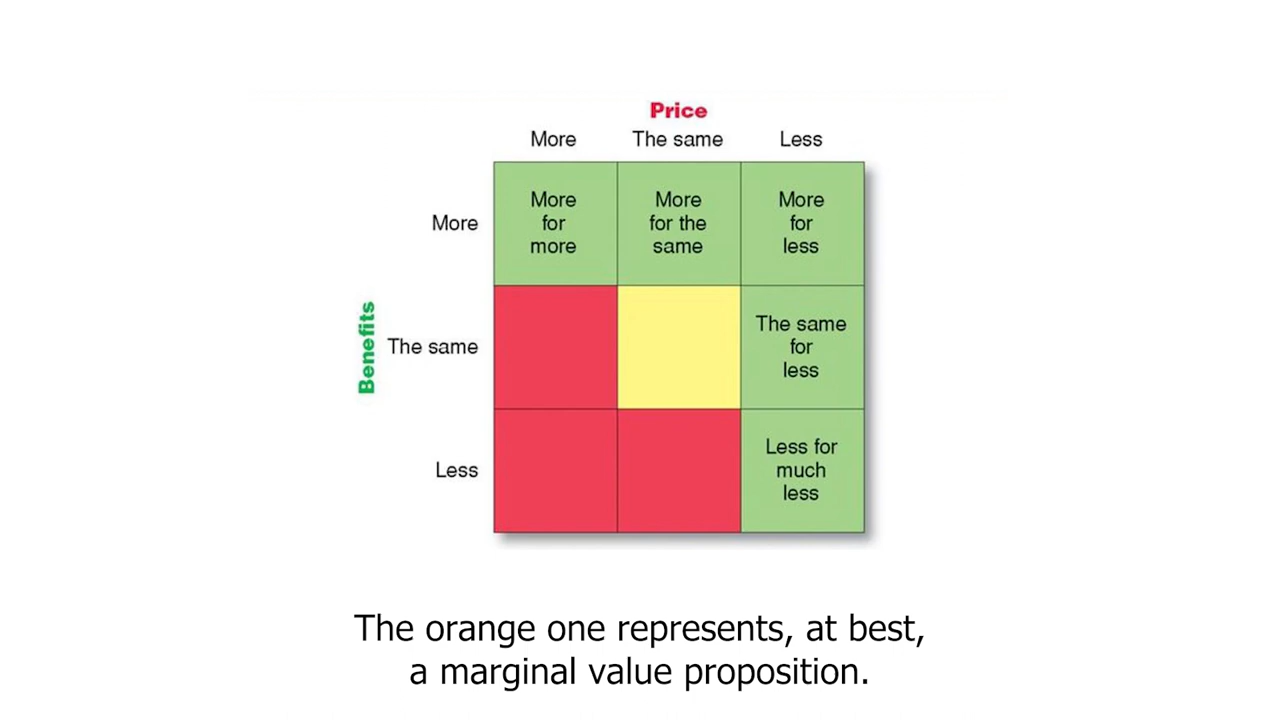 Price
More The same Less
More
More
for
more
More
for the
same
More
for
less
Benefits
The same
The same
for
less
Less
Less for
much
less
The orange one represents, at best,
a marginal value proposition.